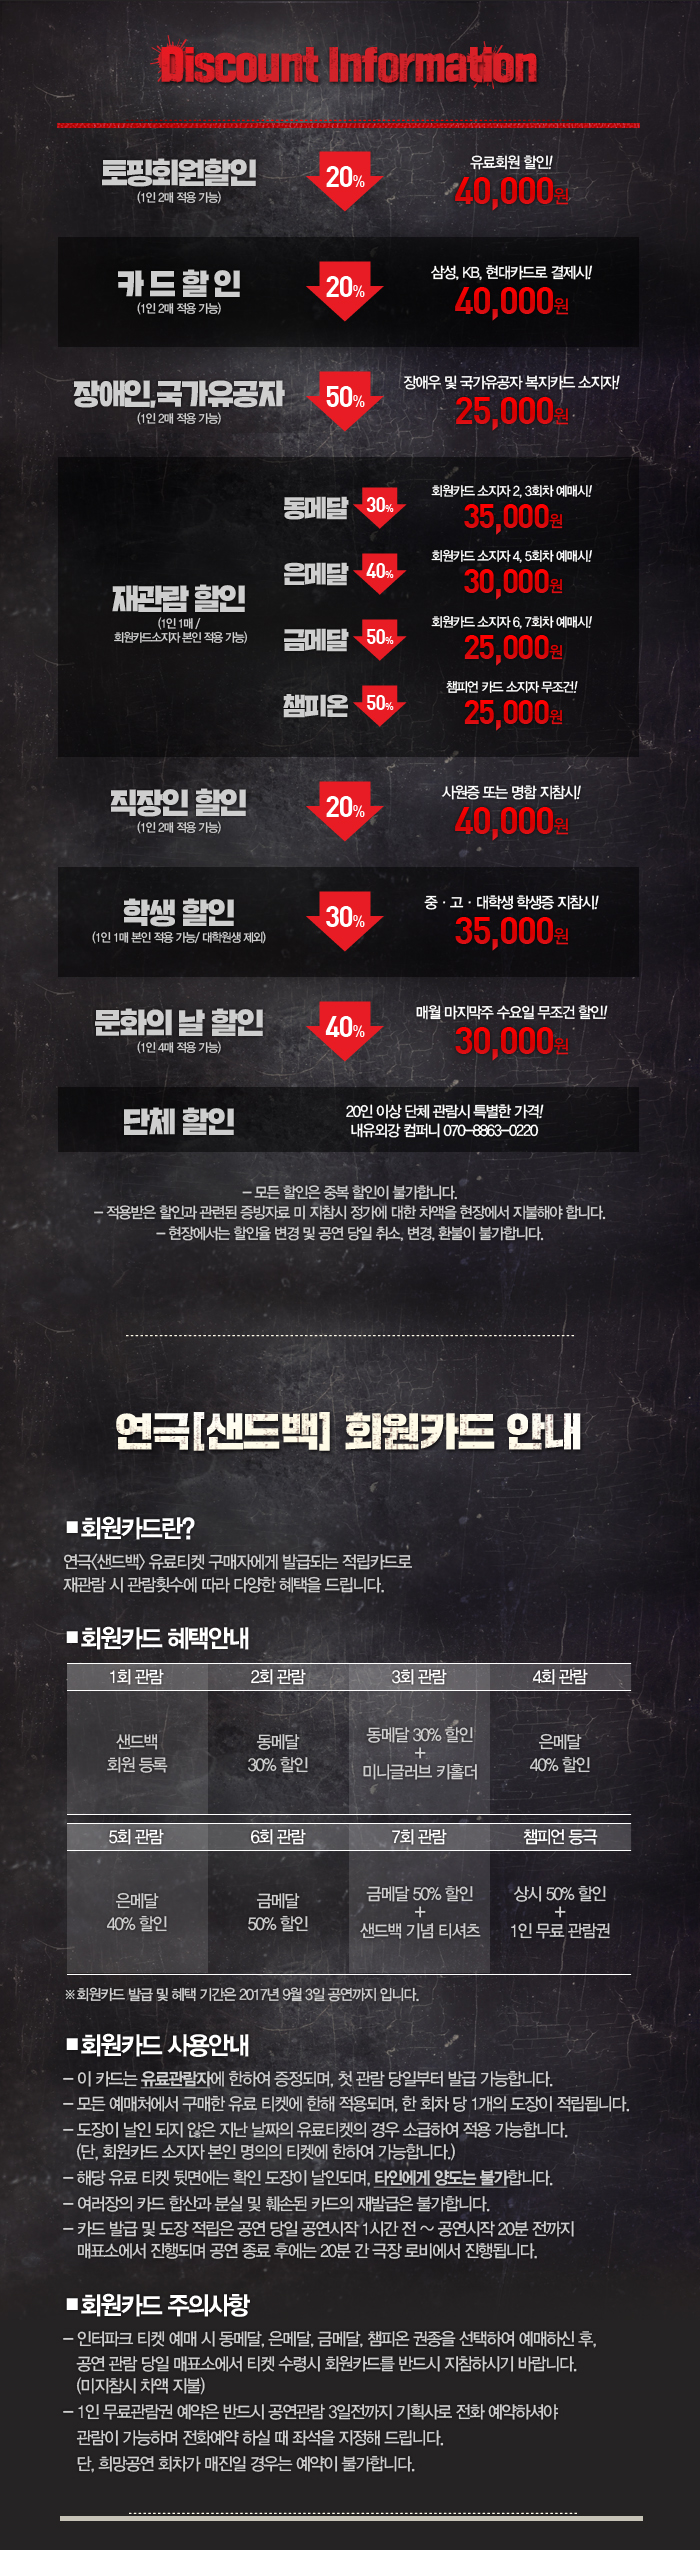 Discount Information
토핑회원할인
(1인 2매 적용 가능)
20%
유료회원 할인!
40,000원
카 드 할 인
(1인 2매 적용 가능)
20%
삼성, KB, 현대카드로 결제시!
40,000원
장애인,국가유공자
(1인 2매 적용 가능)
50%
장애우 및 국가유공자 복지카드 소지자!
25,000원
재관람 할인
(1인 1매 /
회원카드소지자 본인 적용 가능)
동메달
30%
회원카드 소지자 2, 3회차 예매시!
35,000원
은메달
40%
회원카드 소지자 4, 5회차 예매시!
30,000원
금메달
50%
회원카드 소지자 6, 7회차 예매시!
25,000원
챔피온
50%
챔피언 카드 소지자 무조건!
25,000원
직장인 할인
(1인 2매 적용 가능)
20%
사원증 또는 명함 지참시!
40,000원
학생 할인
(1인 1매 본인 적용 가능/ 대학원생 제외)
30%
중 · 고 · 대학생 학생증 지참시!
35,000원
문화의 날 할인
(1인 4매 적용 가능)
40%
매월 마지막주 수요일 무조건 할인!
30,000원
단체 할인
20인 이상 단체 관람시 특별한 가격!
내유외강 컴퍼니 070-8863-0220
- 모든 할인은 중복 할인이 불가합니다.
- 적용받은 할인과 관련된 증빙자료 미 지참시 정가에 대한 차액을 현장에서 지불해야 합니다.
- 현장에서는 할인율 변경 및 공연 당일 취소, 변경, 환불이 불가합니다.
연극[샌드백] 회원카드 안내
■회원카드란?
연극<샌드백> 유료티켓 구매자에게 발급되는 적립카드로
재관람 시 관람횟수에 따라 다양한 혜택을 드립니다.
■회원카드 혜택안내
1회 관람
2회 관람
3회 관람
4회 관람
샌드백
회원 등록
동메달
30% 할인
동메달 30% 할인
+
미니글러브 키홀더
은메달
40% 할인
5회 관람
6회 관람
7회 관람
챔피언 등극
은메달
40% 할인
금메달
50% 할인
금메달 50% 할인
+
샌드백 기념 티셔츠
상시 50% 할인
+
1인 무료 관람권
※회원카드 발급 및 혜택 기간은 2017년 9월 3일 공연까지 입니다.
■회원카드 사용안내
- 이 카드는 유료관람자에 한하여 증정되며, 첫 관람 당일부터 발급 가능합니다.
- 모든 예매처에서 구매한 유료 티켓에 한해 적용되며, 한 회차 당 1개의 도장이 적립됩니다.
- 도장이 날인 되지 않은 지난 날짜의 유료티켓의 경우 소급하여 적용 가능합니다.
(단, 회원카드 소지자 본인 명의의 티켓에 한하여 가능합니다.)
- 해당 유료 티켓 뒷면에는 확인 도장이 날인되며, 타인에게 양도는 불가합니다.
- 여러장의 카드 합산과 분실 및 훼손된 카드의 재발급은 불가합니다.
- 카드 발급 및 도장 적립은 공연 당일 공연시작 1시간 전 ~ 공연시작 20분 전까지
매표소에서 진행되며 공연 종료 후에는 20분 간 극장 로비에서 진행됩니다.
■회원카드 주의사항
- 인터파크 티켓 예매 시 동메달, 은메달, 금메달, 챔피온 권종을 선택하여 예매하신 후,
공연 관람 당일 매표소에서 티켓 수령시 회원카드를 반드시 지참하시기 바랍니다.
(미지참시 차액 지불)
- 1인 무료관람권 예약은 반드시 공연관람 3일전까지 기획사로 전화 예약하셔야
관람이 가능하며 전화예약 하실 때 좌석을 지정해 드립니다.
단, 희망공연 회차가 매진일 경우는 예약이 불가합니다.